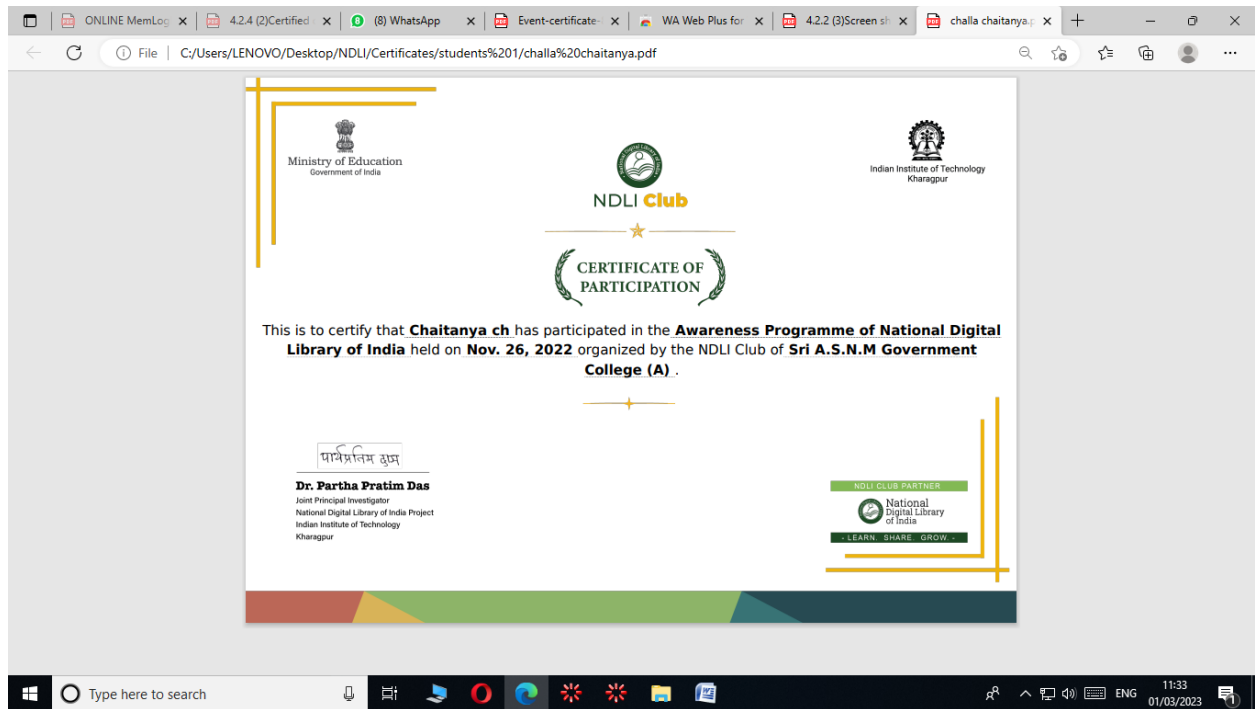 ONLINE MemLog
4.2.4 (2)Certified
(8) WhatsApp
Event-certificate-
WA Web Plus for
4.2.2 (3)Screen sh
challa chaitanya.p
File | C:/Users/LENOVO/Desktop/NDLI/Certificates/students%201/challa%20chaitanya.pdf
Ministry of Education
Government of India
NDLI Club
Indian Institute of Technology
Kharagpur
CERTIFICATE OF
PARTICIPATION
This is to certify that Chaitanya ch has participated in the Awareness Programme of National Digital
Library of India held on Nov. 26, 2022 organized by the NDLI Club of Sri A.S.N.M Government
College (A) .
पार्थप्रतिम दास
Dr. Partha Pratim Das
Joint Principal Investigator
National Digital Library of India Project
Indian Institute of Technology
Kharagpur
NDLI CLUB PARTNER
National
Digital Library
of India
- LEARN. SHARE. GROW. -
Type here to search
ENG
11:33
01/03/2023